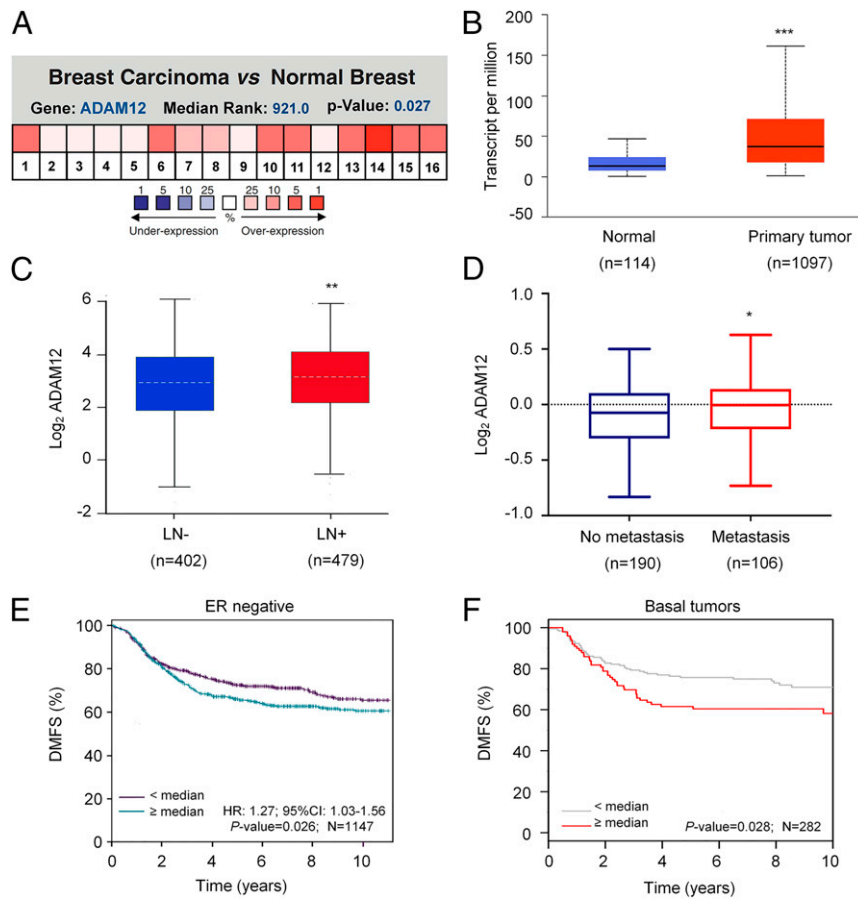 A
Breast Carcinoma vs Normal Breast
Gene: ADAM12 Median Rank: 921.0 p-Value: 0.027
1 2 3 4 5 6 7 8 9 10 11 12 13 14 15 16
1 5 10 25 25 10 5 1
%
Under-expression Over-expression
B
Transcript per million
200
150
100
50
0
50
***
Normal
(n=114)
Primary tumor
(n=1097)
C
Log2 ADAM12
6
4
2
0
-2
**
LN-
(n=402)
LN+
(n=479)
D
Log2 ADAM12
1.0
0.5
0.0
-0.5
-1.0
*
No metastasis
(n=190)
Metastasis
(n=106)
E
ER negative
DMFS (%)
100
80
60
40
20
0
< median
≥ median
HR: 1.27; 95%CI: 1.03-1.56
P-value=0.026; N=1147
0 2 4 6 8 10
Time (years)
F
Basal tumors
DMFS (%)
100
80
60
40
20
0
< median
≥ median
P-value=0.028; N=282
0 2 4 6 8 10
Time (years)